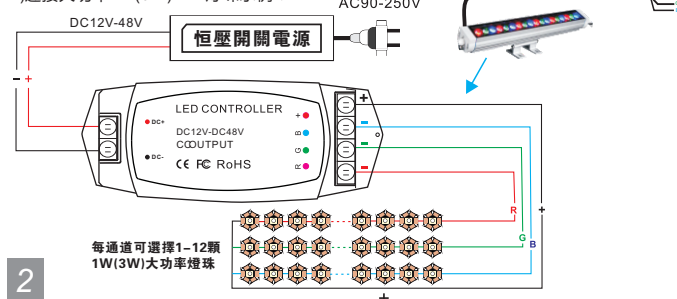 AC90-250V
DC12V-48V
恒壓開關電源
- +
LED CONTROLLER
DC+
DC12V-DC48V
COOUTPUT
DC-
CE FC RoHS
+
B
G
R
+
-
-
-
R
G
B
+
每通道可選擇1-12顆
1W(3W)大功率燈珠
+
2